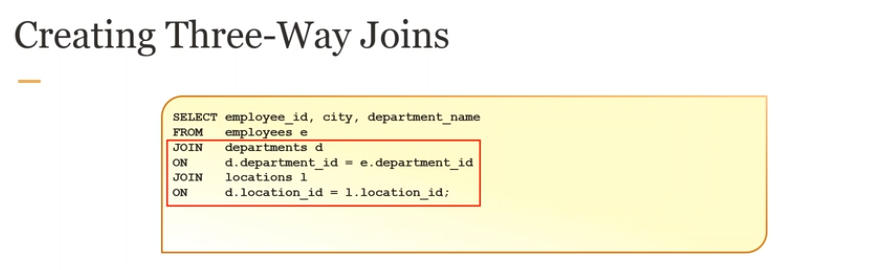 Creating Three-Way Joins
SELECT employee_id, city, department_name
FROM employees e
JOIN departments d
ON d.department_id = e.department_id
JOIN locations l
ON d.location_id = l.location_id;